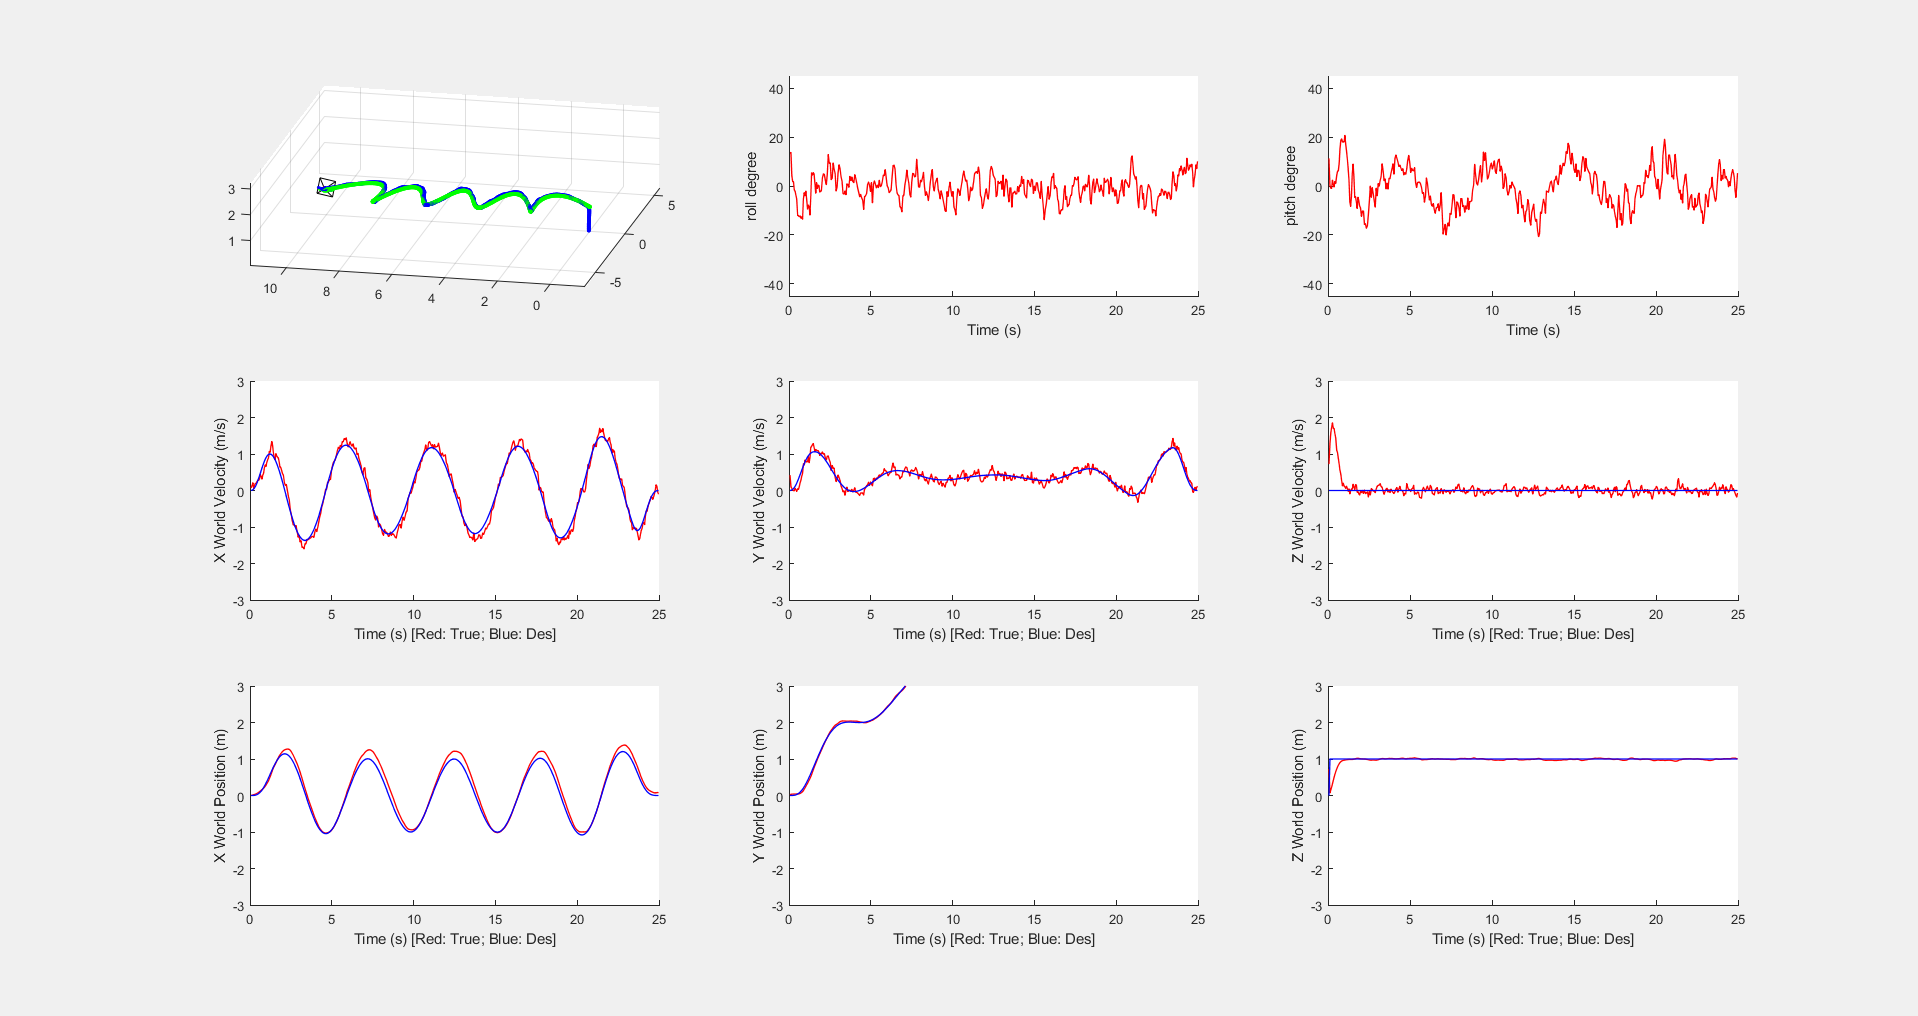 3
2
1
10
8
6
4
2
0
-5
0
5
roll degree
40
20
0
-20
-40
0 5 10 15 20 25
Time (s)
pitch degree
40
20
0
-20
-40
0 5 10 15 20 25
Time (s)
X World Velocity (m/s)
3
2
1
0
-1
-2
-3
0 5 10 15 20 25
Time (s) [Red: True; Blue: Des]
Y World Velocity (m/s)
3
2
1
0
-1
-2
-3
0 5 10 15 20 25
Time (s) [Red: True; Blue: Des]
Z World Velocity (m/s)
3
2
1
0
-1
-2
-3
0 5 10 15 20 25
Time (s) [Red: True; Blue: Des]
X World Position (m)
3
2
1
0
-1
-2
-3
0 5 10 15 20 25
Time (s) [Red: True; Blue: Des]
Y World Position (m)
3
2
1
0
-1
-2
-3
0 5 10 15 20 25
Time (s) [Red: True; Blue: Des]
Z World Position (m)
3
2
1
0
-1
-2
-3
0 5 10 15 20 25
Time (s) [Red: True; Blue: Des]